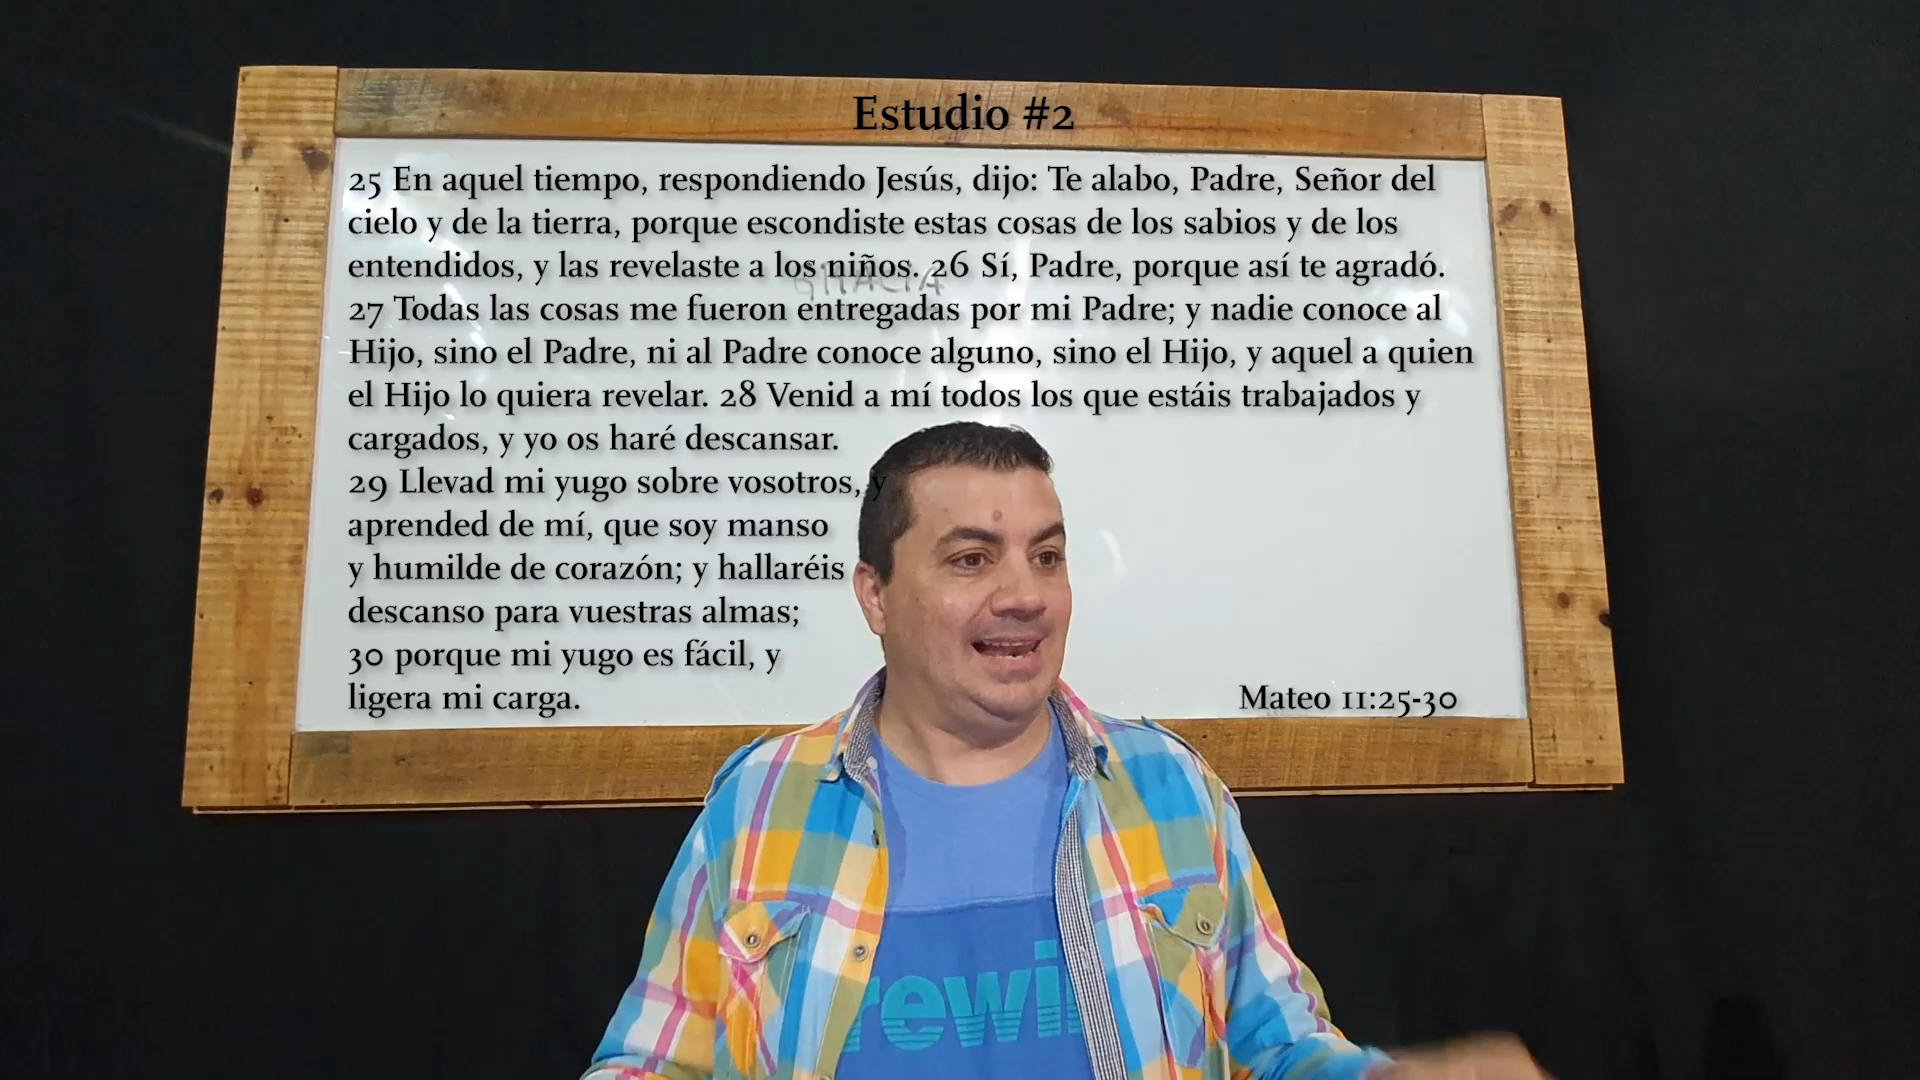 Estudio #2
25 En aquel tiempo, respondiendo Jesús, dijo: Te alabo, Padre, Señor del
cielo y de la tierra, porque escondiste estas cosas de los sabios y de los
entendidos, y las revelaste a los niños. 26 Sí, Padre, porque así te agradó.
27 Todas las cosas me fueron entregadas por mi Padre; y nadie conoce al
Hijo, sino el Padre, ni al Padre conoce alguno, sino el Hijo, y aquel a quien
el Hijo lo quiera revelar. 28 Venid a mí todos los que estáis trabajados y
cargados, y yo os haré descansar.
29 Llevad mi yugo sobre vosotros, y
aprended de mí, que soy manso
y humilde de corazón; y hallaréis
descanso para vuestras almas;
30 porque mi yugo es fácil, y
ligera mi carga.
Mateo 11:25-30
rewi